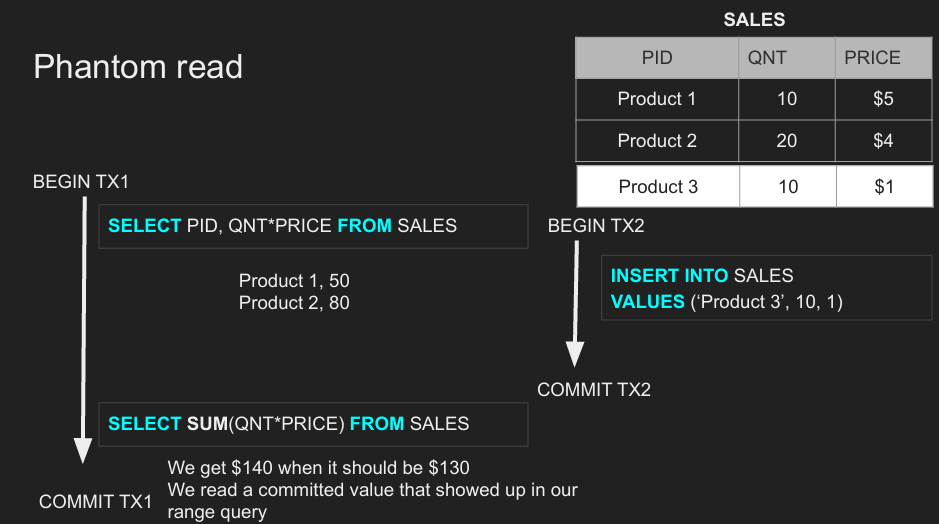 Phantom read
SALES
PID QNT PRICE
Product 1 10 $5
Product 2 20 $4
Product 3 10 $1
BEGIN TX1
SELECT PID, QNT*PRICE FROM SALES
Product 1, 50
Product 2, 80
BEGIN TX2
INSERT INTO SALES
VALUES (‘Product 3’, 10, 1)
COMMIT TX2
SELECT SUM(QNT*PRICE) FROM SALES
We get $140 when it should be $130
We read a committed value that showed up in our
range query
COMMIT TX1